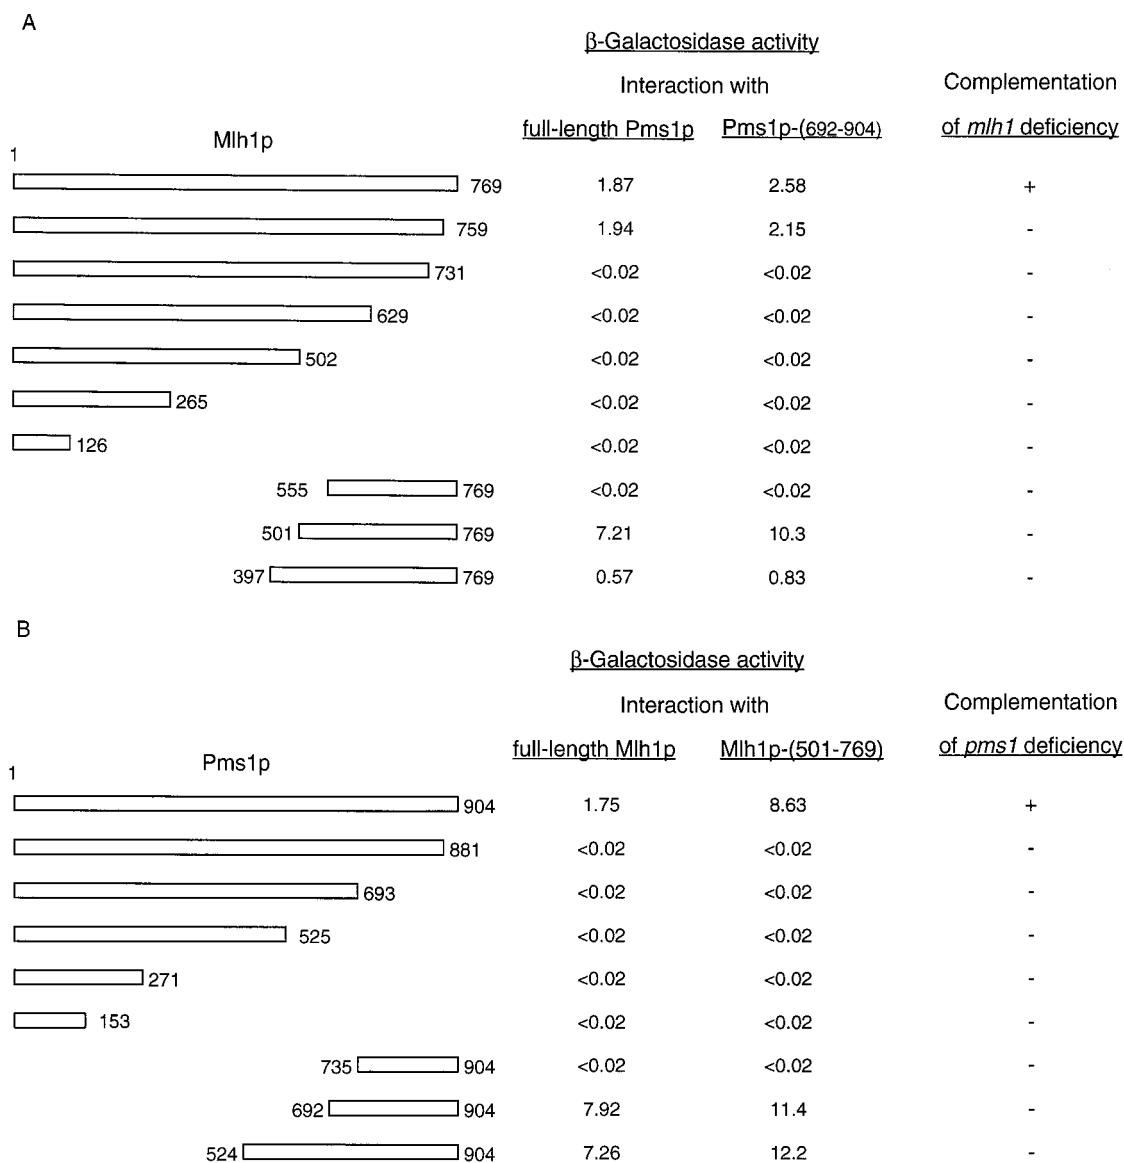 A
β-Galactosidase activity
Interaction with
Complementation
full-length Pms1p
Pms1p-(692-904)
of mlh1 deficiency
Mlh1p
1
769 1.87 2.58 +
759 1.94 2.15 -
731 <0.02 <0.02 -
629 <0.02 <0.02 -
502 <0.02 <0.02 -
265 <0.02 <0.02 -
126 <0.02 <0.02 -
555 769 <0.02 <0.02 -
501 769 7.21 10.3 -
397 769 0.57 0.83 -
B
β-Galactosidase activity
Interaction with
Complementation
full-length Mlh1p
Mlh1p-(501-769)
of pms1 deficiency
Pms1p
1
904 1.75 8.63 +
881 <0.02 <0.02 -
693 <0.02 <0.02 -
525 <0.02 <0.02 -
271 <0.02 <0.02 -
153 <0.02 <0.02 -
735 904 <0.02 <0.02 -
692 904 7.92 11.4 -
524 904 7.26 12.2 -